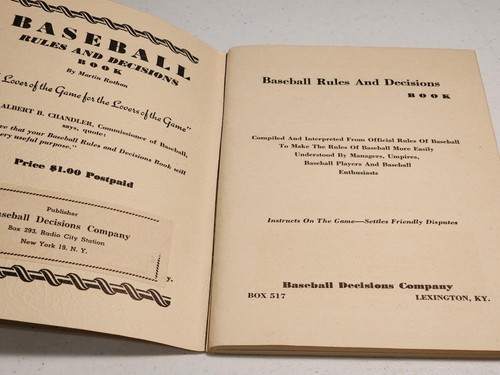 BASEBALL
RULES AND DECISIONS
BOOK
By Martin Rothan
Lover of the Game for the Lovers of the Game"
ALBERT B. CHANDLER, Commissioner of Baseball,
says, quote:
that your Baseball Rules and Decisions Book will
very useful purpose."
Price $1.00 Postpaid
Publisher
Baseball Decisions Company
Box 293, Radio City Station
New York 19, N. Y.
y.
Baseball Rules And Decisions
BOOK
Compiled And Interpreted From Official Rules Of Baseball
To Make The Rules Of Baseball More Easily
Understood By Managers, Umpires,
Baseball Players And Baseball
Enthusiasts
Instructs On The Game—Settles Friendly Disputes
Baseball Decisions Company
BOX 517 LEXINGTON, KY.